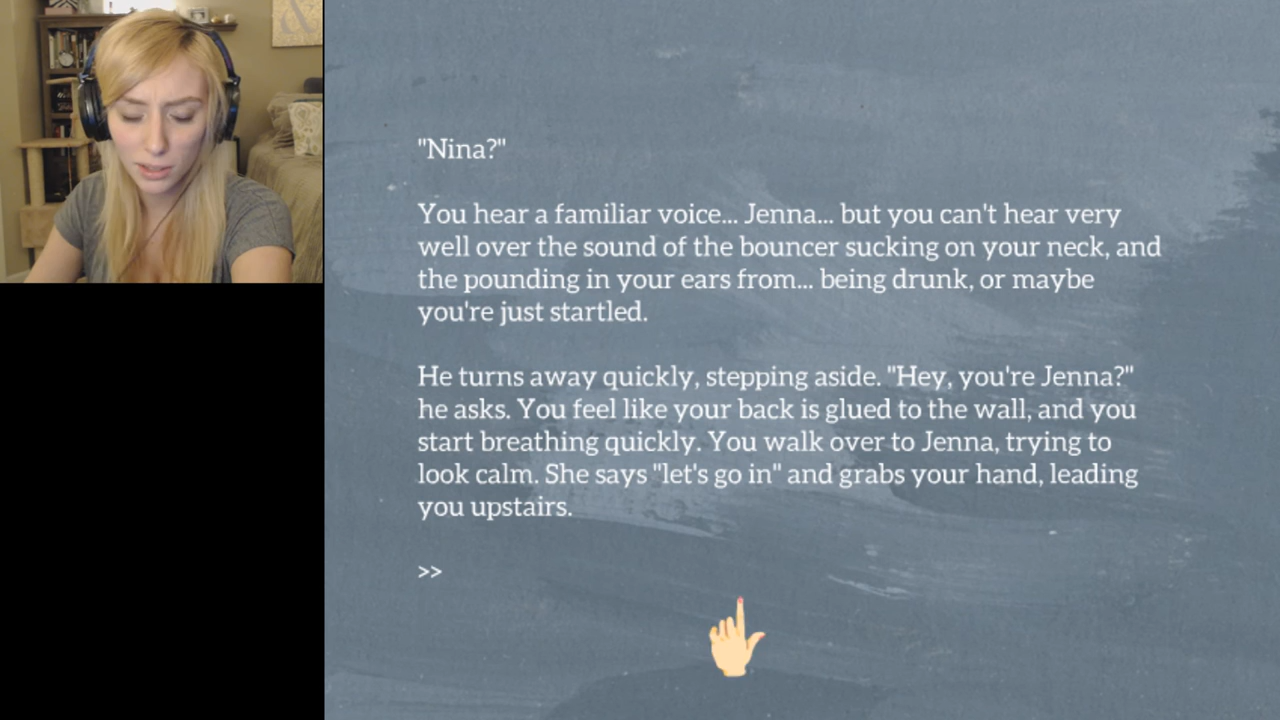 "Nina?"
You hear a familiar voice... Jenna... but you can't hear very
well over the sound of the bouncer sucking on your neck, and
the pounding in your ears from... being drunk, or maybe
you're just startled.
He turns away quickly, stepping aside. "Hey, you're Jenna?"
he asks. You feel like your back is glued to the wall, and you
start breathing quickly. You walk over to Jenna, trying to
look calm. She says "let's go in" and grabs your hand, leading
you upstairs.
>>